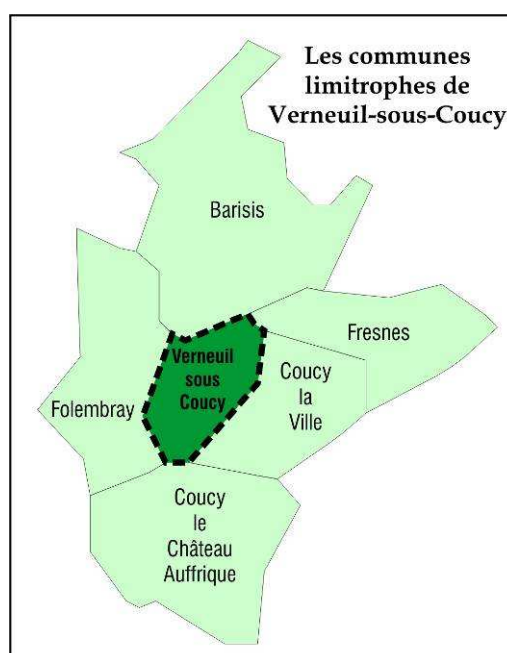 Les communes
limitrophes de
Verneuil-sous-Coucy
Barisis
Fresnes
Verneuil
sous
Coucy
Coucy
la
Ville
Folembray
Coucy
le
Château
Auffrique